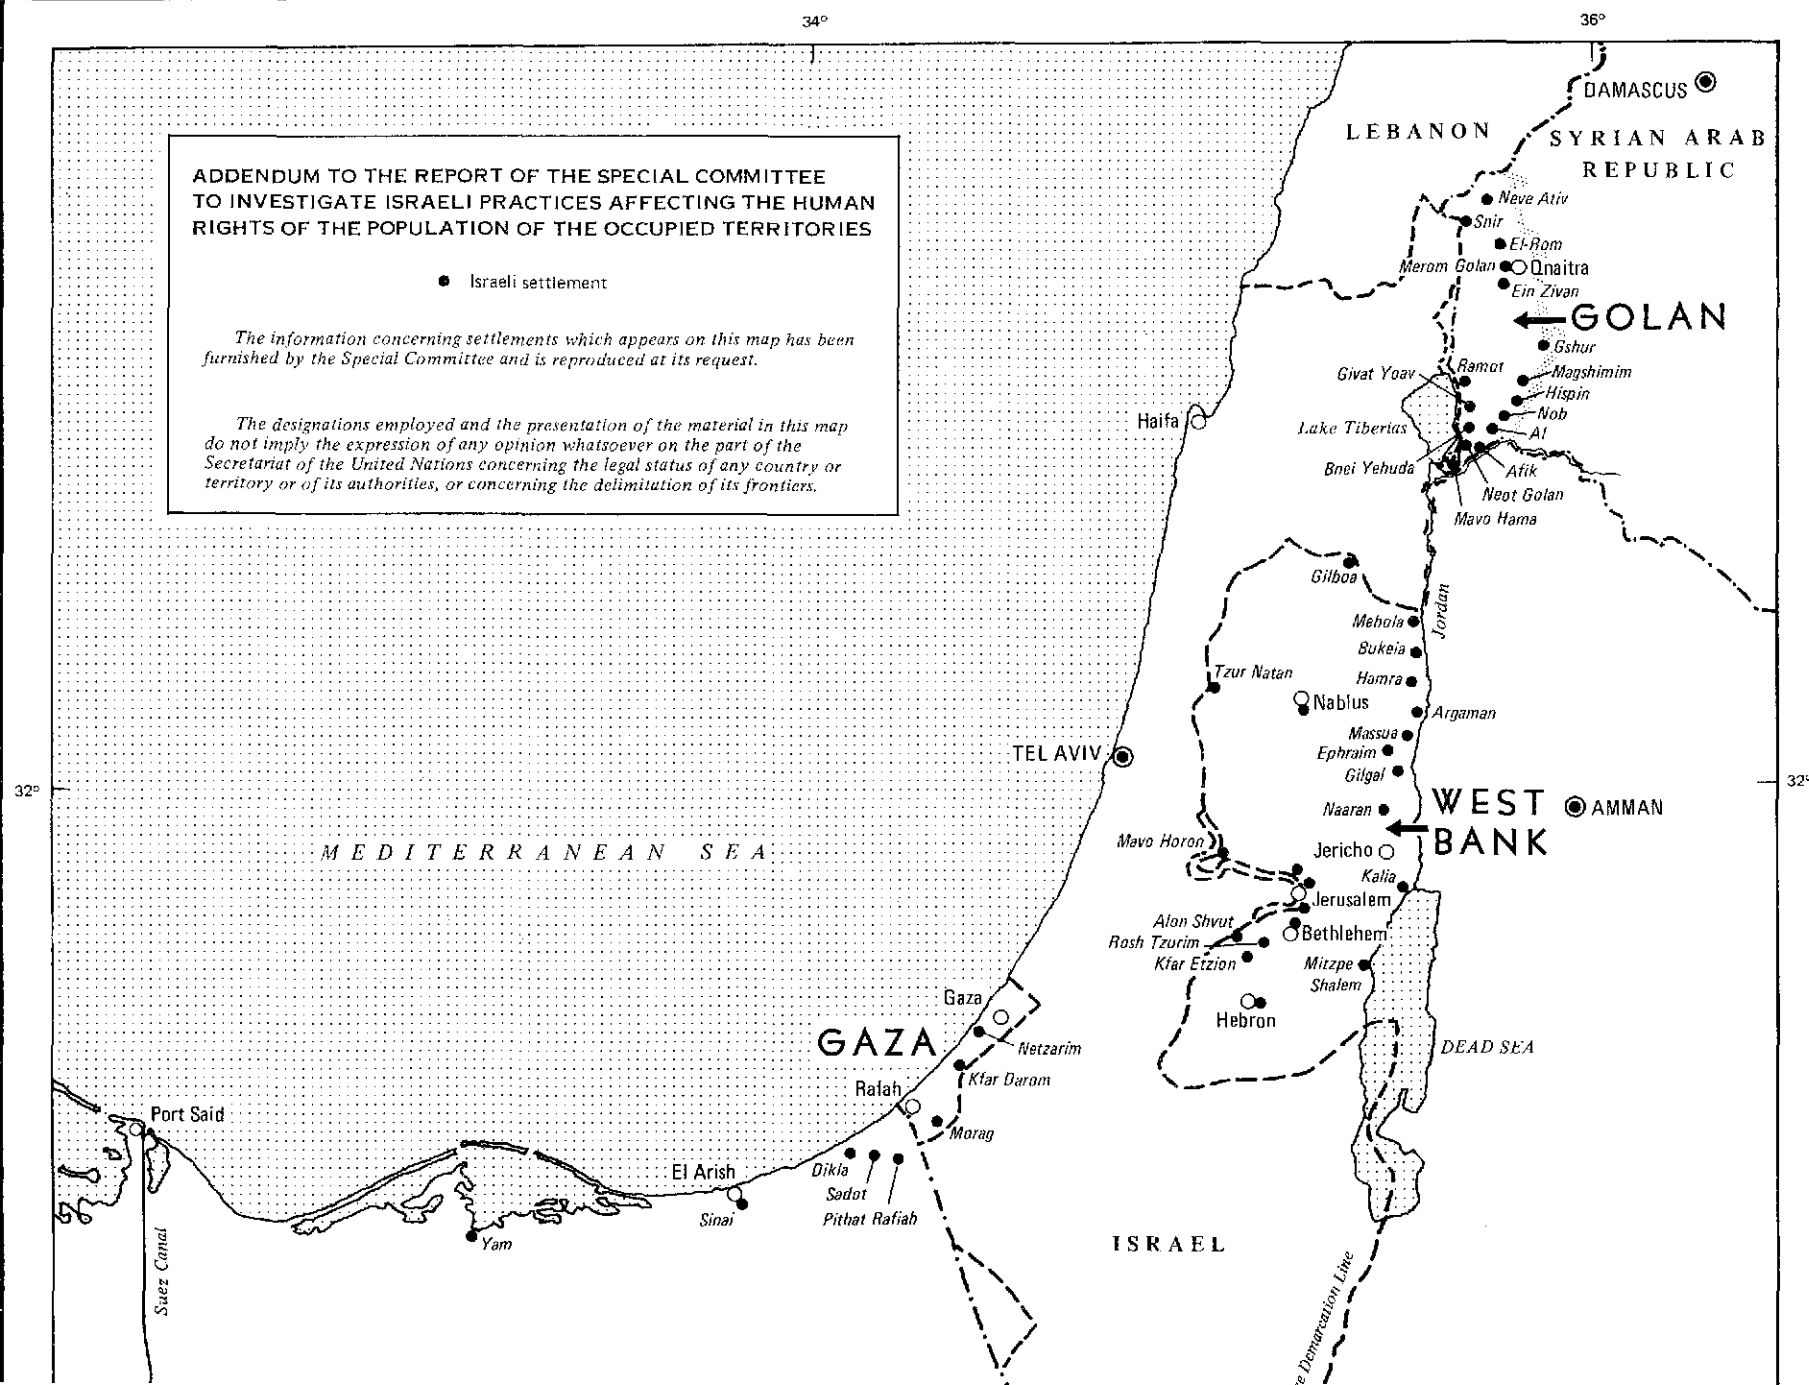 34°
36°
DAMASCUS
LEBANON
SYRIAN ARAB
REPUBLIC
ADDENDUM TO THE REPORT OF THE SPECIAL COMMITTEE
TO INVESTIGATE ISRAELI PRACTICES AFFECTING THE HUMAN
RIGHTS OF THE POPULATION OF THE OCCUPIED TERRITORIES
Israeli settlement
The information concerning settlements which appears on this map has been
furnished by the Special Committee and is reproduced at its request.
The designations employed and the presentation of the material in this map
do not imply the expression of any opinion whatsoever on the part of the
Secretariat of the United Nations concerning the legal status of any country or
territory or of its authorities, or concerning the delimitation of its frontiers.
Neve Ativ
Snir
El-Rom
Merom Golan
Qnaitra
Ein Zivan
GOLAN
Gshur
Ramot
Givat Yoav
Magshimim
Hispin
Nob
Haifa
Lake Tiberias
Al
Bnei Yehuda
Afik
Neot Golan
Mavo Hama
Gilboa
Jordan
Mehola
Bukeia
Tzur Natan
Hamra
Nablus
Argaman
Massua
TEL AVIV
Ephraim
Gilgal
32°
32°
Naaran
WEST
BANK
AMMAN
MEDITERRANEAN SEA
Mavo Horon
Jericho
Kalia
Jerusalem
Alon Shvut
Bethlehem
Rosh Tzurim
Kfar Etzion
Mitzpe
Shalem
Gaza
Hebron
GAZA
Netzarim
DEAD SEA
Kfar Darom
Rafah
Port Said
Morag
El Arish
Dikla
Sadot
Sinai
Pithat Rafiah
Yam
ISRAEL
Suez Canal
Demarcation Line